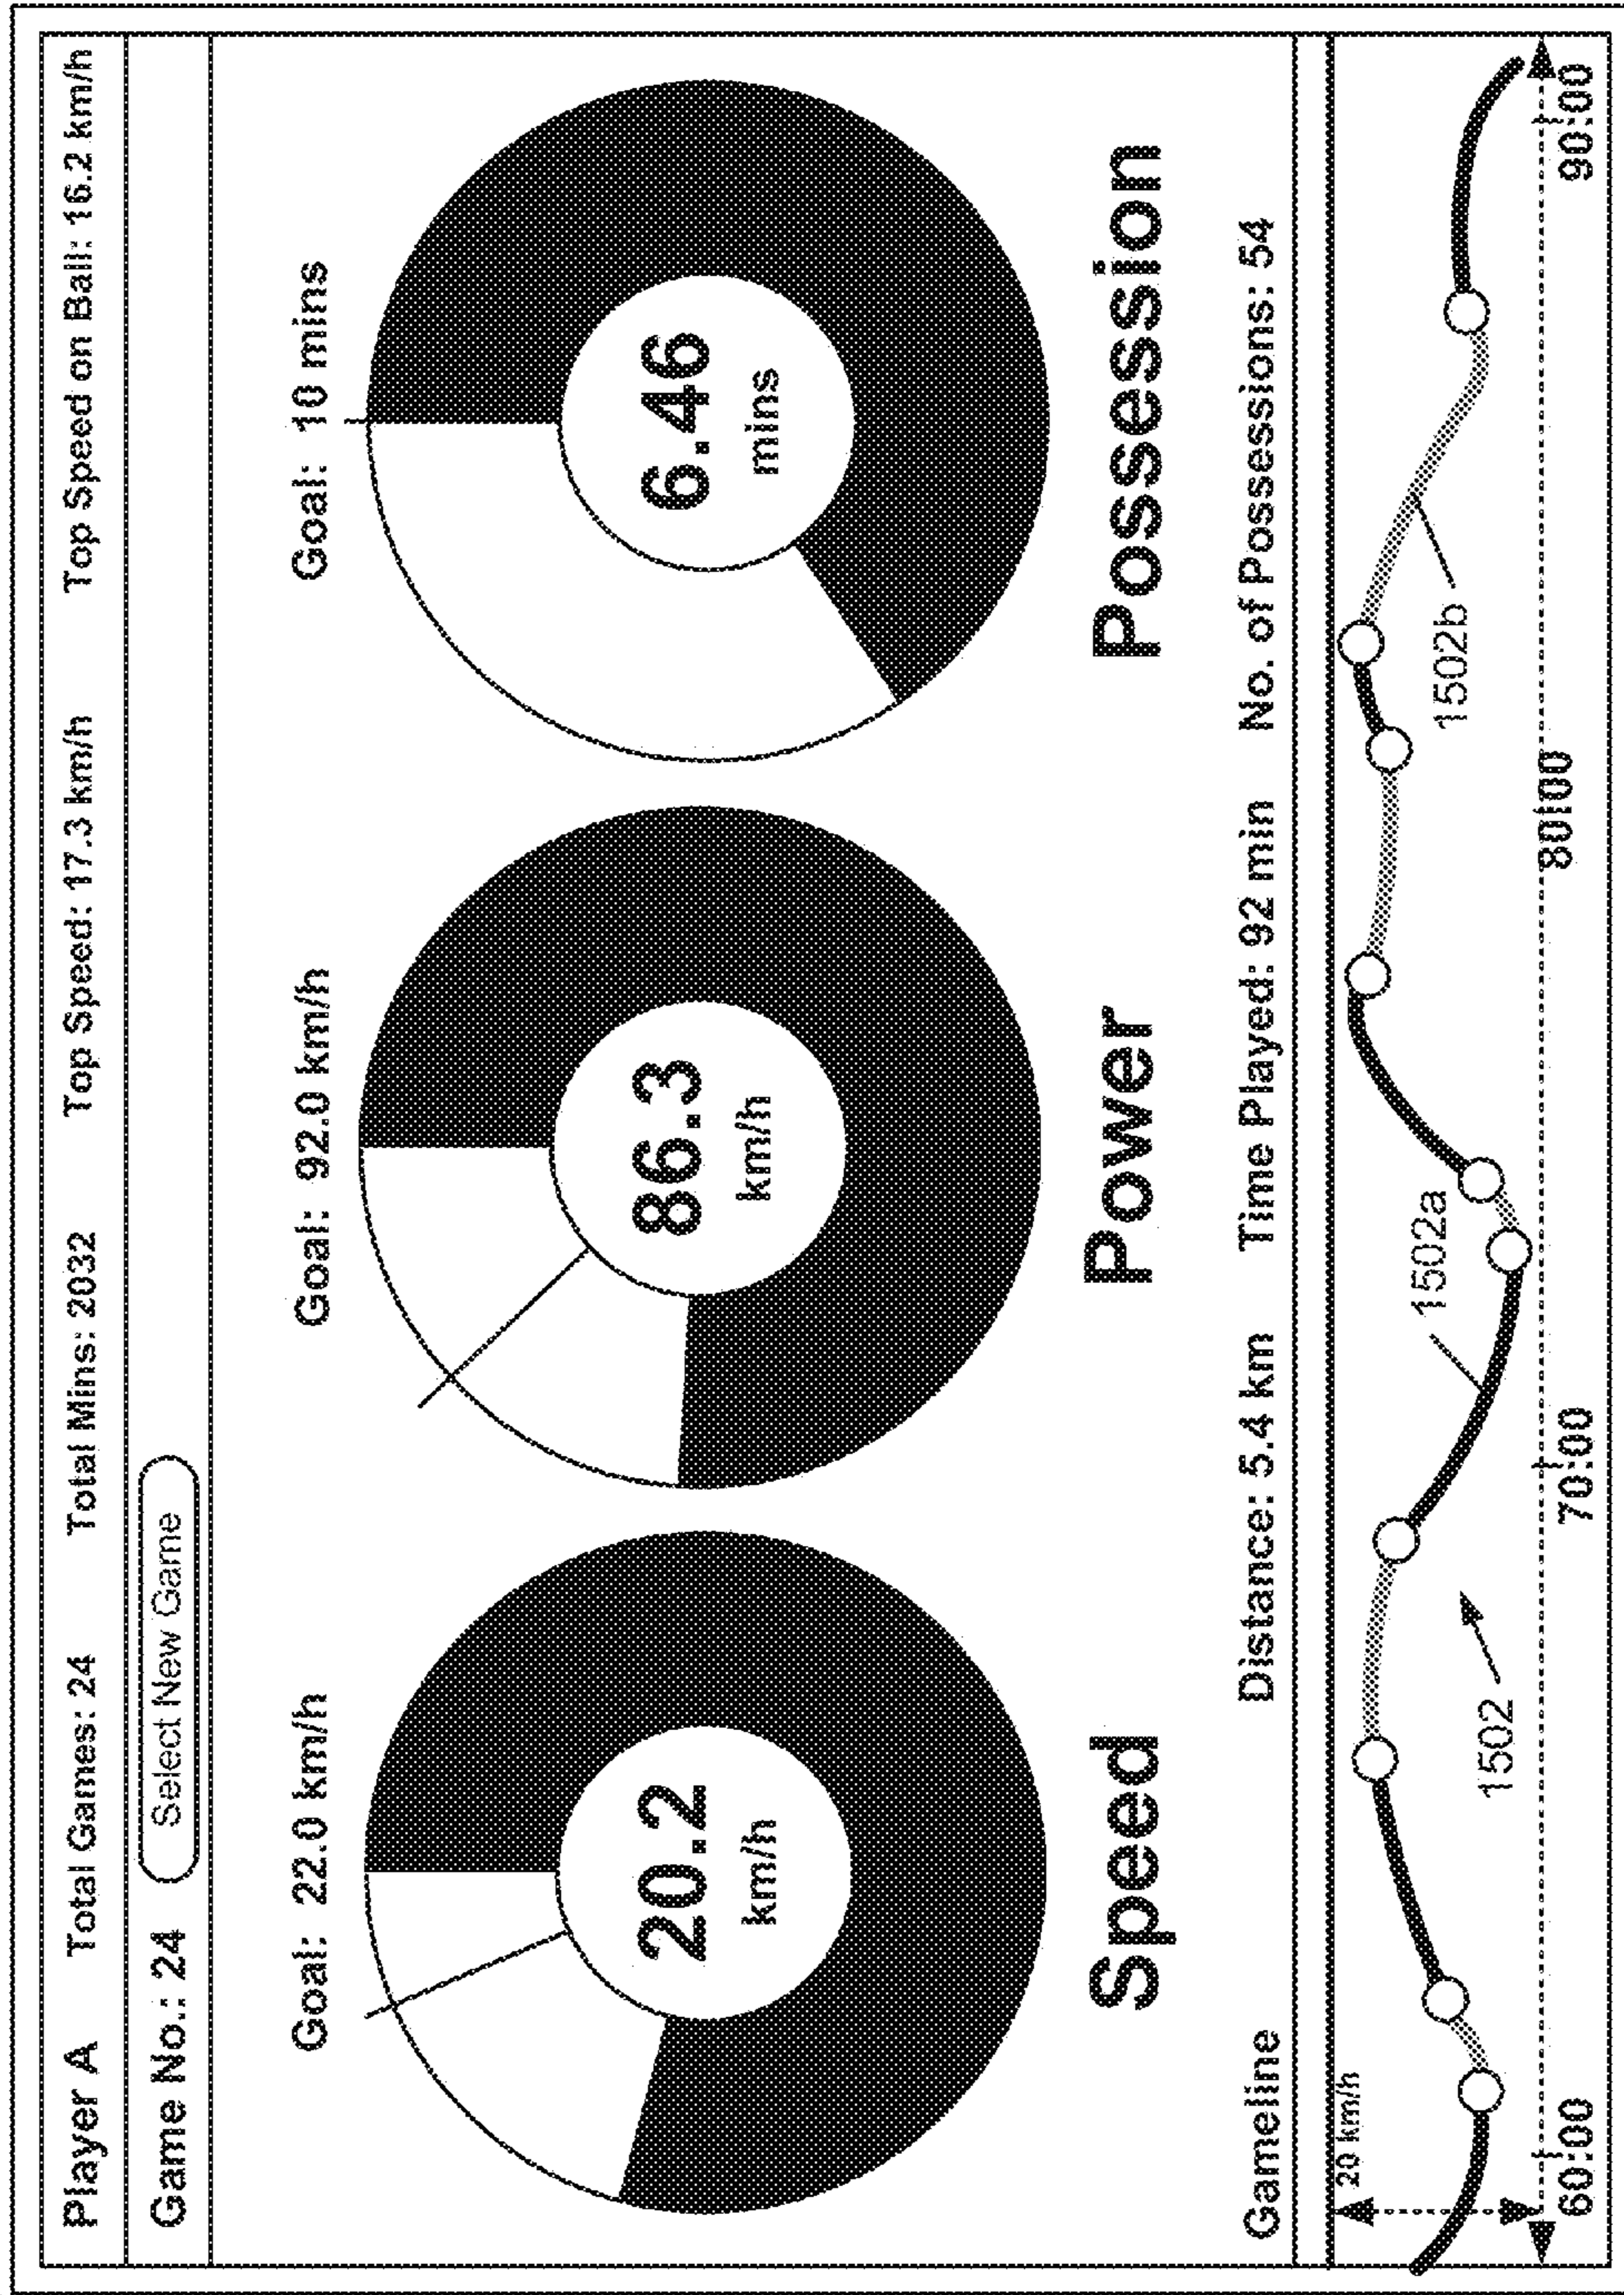 Player A Total Games: 24 Total Mins: 2032 Top Speed: 17.3 km/h Top Speed on Ball: 16.2 km/h
Game No.: 24 Select New Game
Goal: 22.0 km/h Goal: 92.0 km/h Goal: 10 mins
20.2 86.3 6.46
km/h km/h mins
Speed Power Possession
Gameline Distance: 5.4 km Time Played: 92 min No. of Possessions: 54
20 km/h
1502 1502a 1502b
60:00 70:00 80:00 90:00